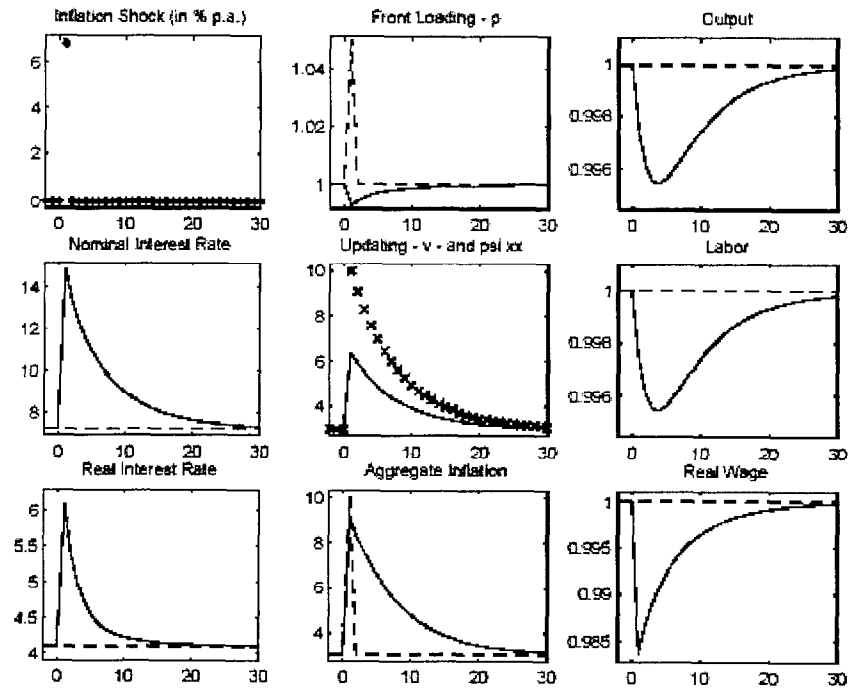 Inflation Shock (in % p.a.)
6
4
2
0
0 10 20 30
Front Loading - p
1.04
1.02
1
0 10 20 30
Output
1
0.998
0.996
0 10 20 30
Nominal Interest Rate
14
12
10
8
0 10 20 30
Updating - v - and psi xx
10
8
6
4
0 10 20 30
Labor
1
0.998
0.996
0 10 20 30
Real Interest Rate
6
5.5
5
4.5
4
0 10 20 30
Aggregate Inflation
10
8
6
4
0 10 20 30
Real Wage
1
0.995
0.99
0.985
0 10 20 30